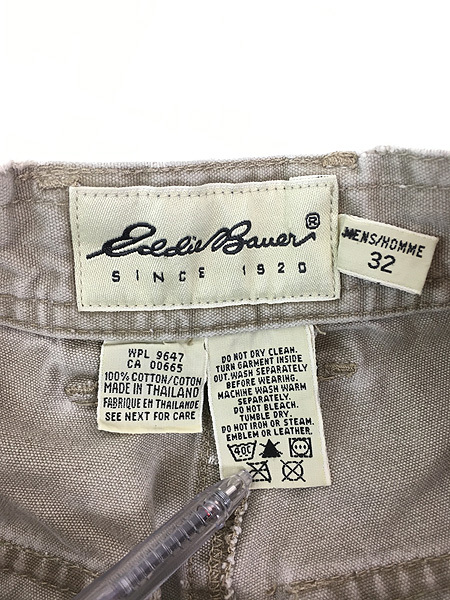 Eddie Bauer®
SINCE 1920
MENS/HOMME
32
WPL 9647
CA 00665
100% COTTON/COTON
MADE IN THAILAND
FABRIQUE EN THAILANDE
SEE NEXT FOR CARE
DO NOT DRY CLEAN.
TURN GARMENT INSIDE
OUT. WASH SEPARATELY
BEFORE WEARING.
MACHINE WASH WARM
SEPARATELY.
DO NOT BLEACH.
TUMBLE DRY.
DO NOT IRON OR STEAM.
EMBLEM OR LEATHER.
40C